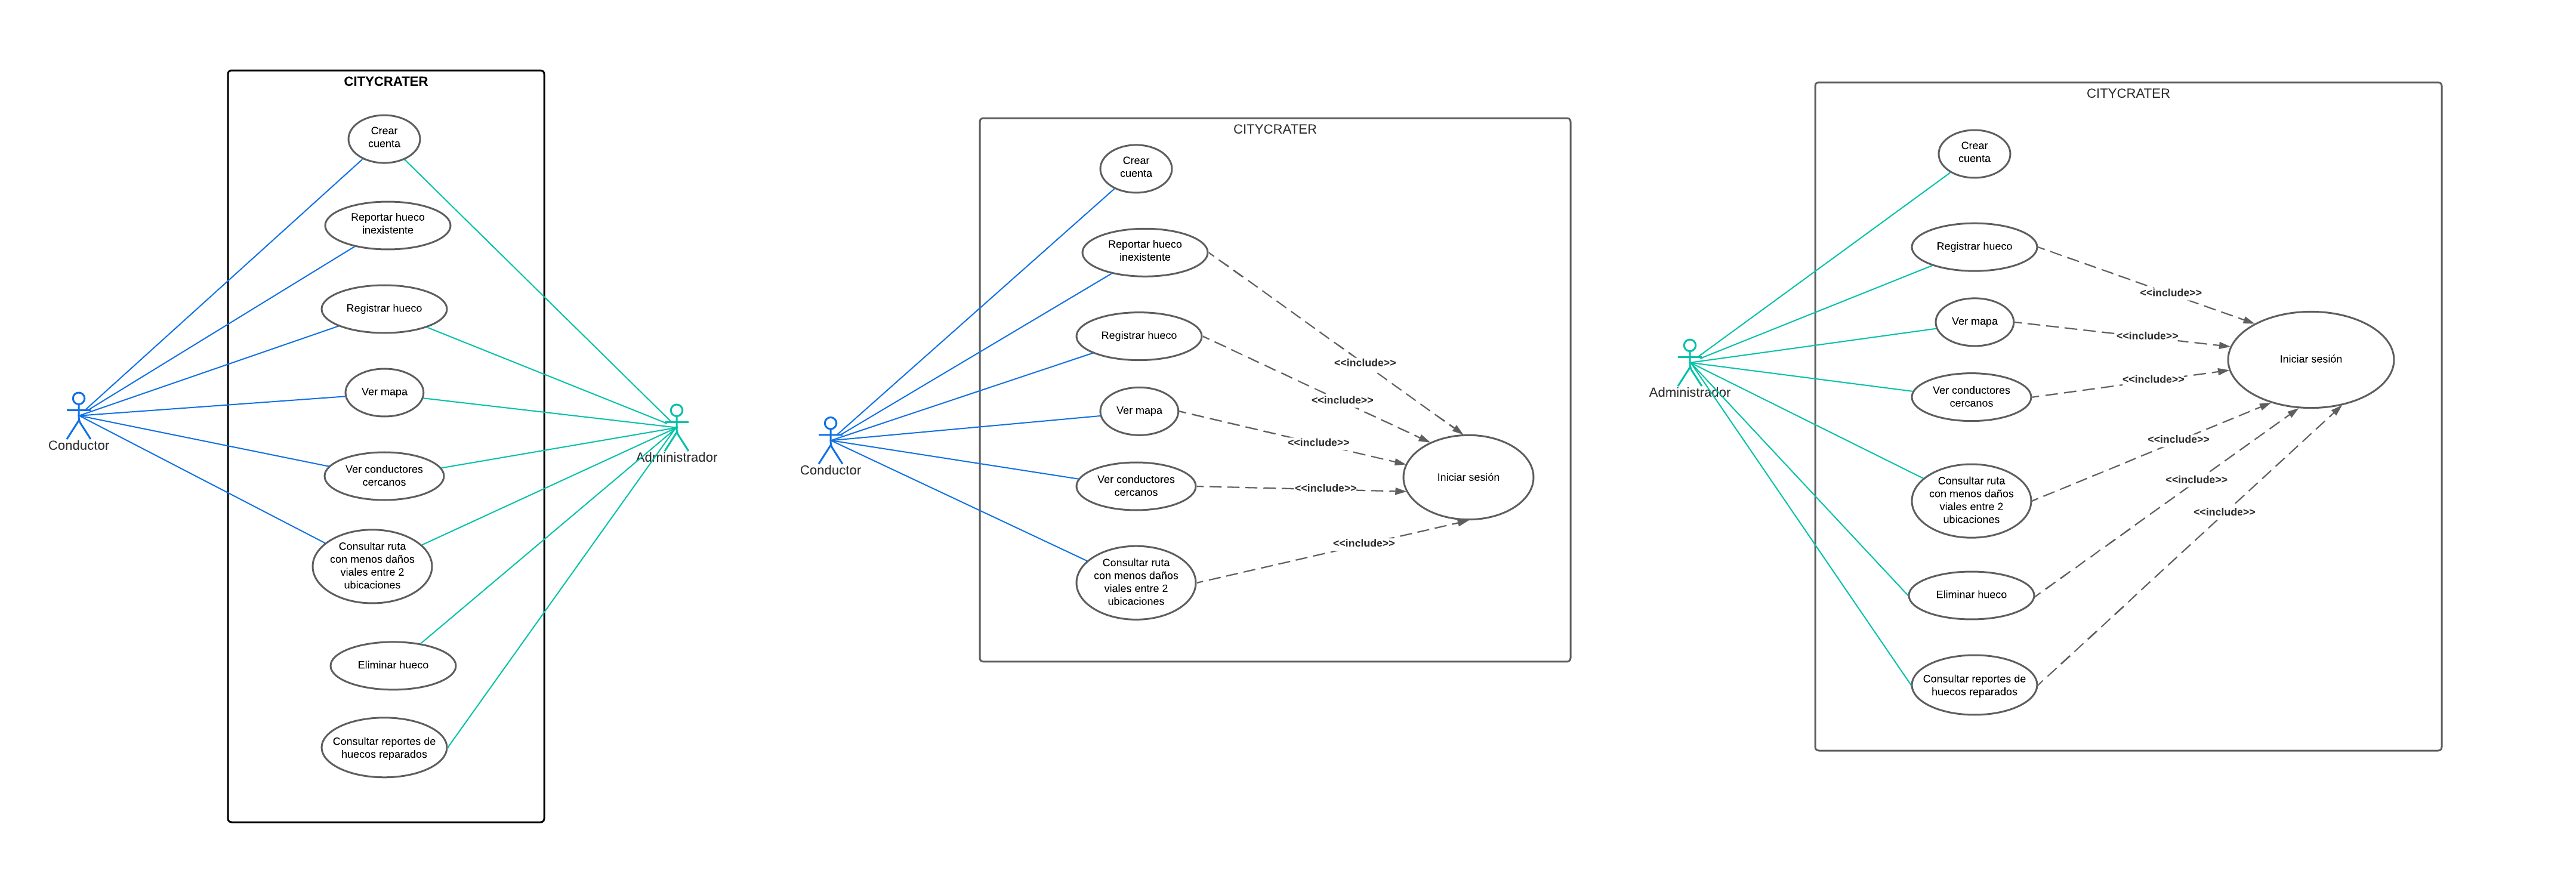 CITYCRATER
Crear
cuenta
Reportar hueco
inexistente
Registrar hueco
Ver mapa
Conductor
Administrador
Ver conductores
cercanos
Consultar ruta
con menos daños
viales entre 2
ubicaciones
Eliminar hueco
Consultar reportes de
huecos reparados
CITYCRATER
Crear
cuenta
Reportar hueco
inexistente
Registrar hueco
<<include>>
<<include>>
Ver mapa
<<include>>
Conductor
Ver conductores
cercanos
<<include>>
Iniciar sesión
<<include>>
Consultar ruta
con menos daños
viales entre 2
ubicaciones
CITYCRATER
Crear
cuenta
Registrar hueco
<<include>>
Ver mapa
<<include>>
Iniciar sesión
<<include>>
Administrador
Ver conductores
cercanos
<<include>>
Consultar ruta
con menos daños
viales entre 2
ubicaciones
<<include>>
<<include>>
Eliminar hueco
Consultar reportes de
huecos reparados